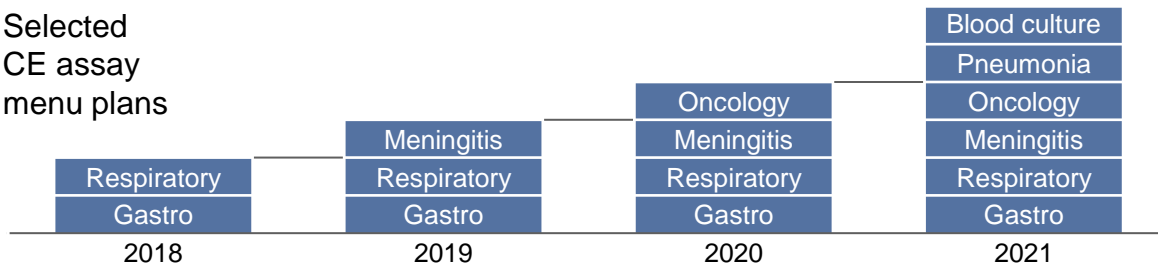 Selected
CE assay
menu plans
Respiratory
Gastro
2018
Meningitis
Respiratory
Gastro
2019
Oncology
Meningitis
Respiratory
Gastro
2020
Blood culture
Pneumonia
Oncology
Meningitis
Respiratory
Gastro
2021